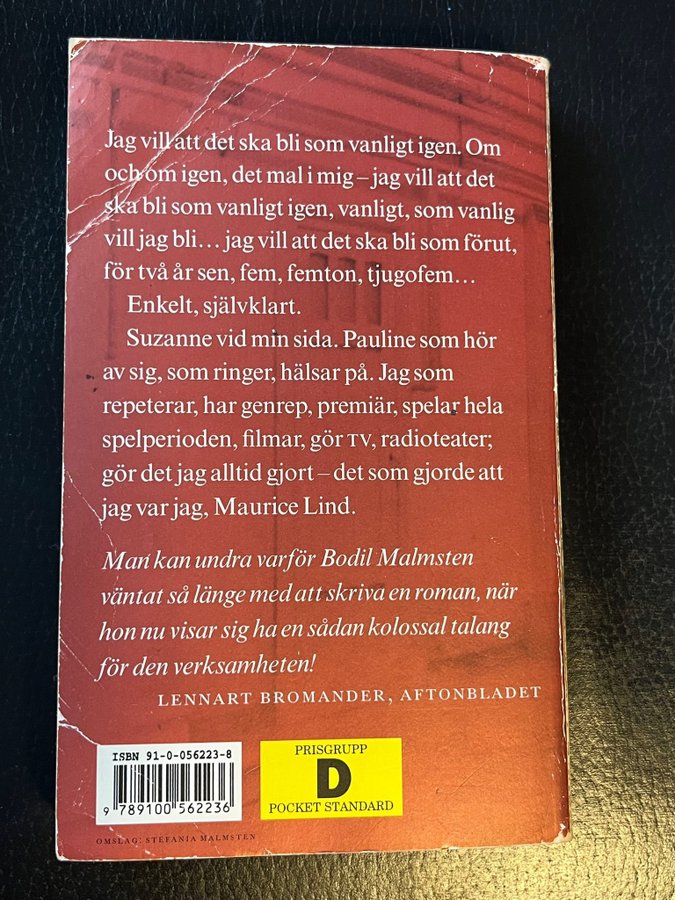 Jag vill att det ska bli som vanligt igen. Om
och om igen, det mal i mig – jag vill att det
ska bli som vanligt igen, vanligt, som vanlig
vill jag bli… jag vill att det ska bli som förut,
för två år sen, fem, femton, tjugofem…
Enkelt, självklart.
Suzanne vid min sida. Pauline som hör
av sig, som ringer, hälsar på. Jag som
repeterar, har genrep, premiär, spelar hela
spelperioden, filmar, gör TV, radioteater;
gör det jag alltid gjort – det som gjorde att
jag var jag, Maurice Lind.
Man kan undra varför Bodil Malmsten
väntat så länge med att skriva en roman, när
hon nu visar sig ha en sådan kolossal talang
för den verksamheten!
LENNART BROMANDER, AFTONBLADET
ISBN 91-0-056223-8
9 789100 562236
PRISGRUPP
D
POCKET STANDARD
OMSLAG: STEFANIA MALMSTEN